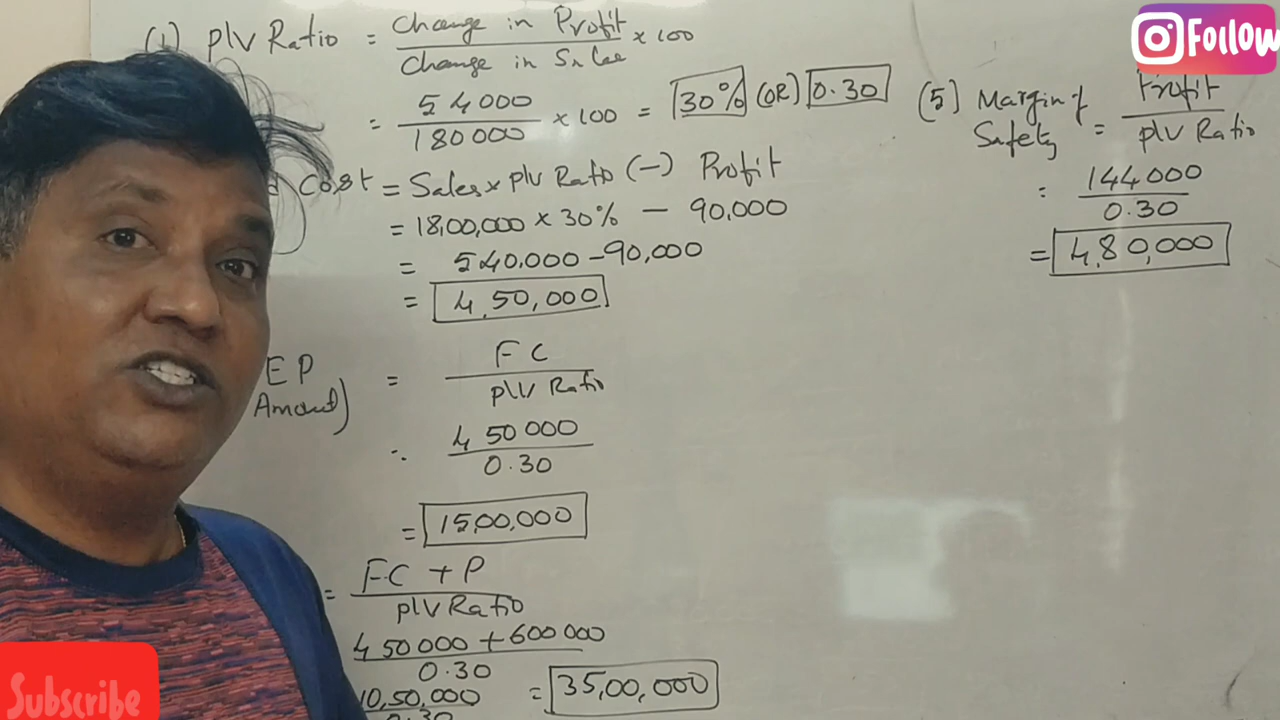 (1) P/V Ratio = Change in Profit / Change in Sales × 100
= 54000 / 180000 × 100 = 30% (OR) 0.30
Cost = Sales × P/V Ratio (-) Profit
= 18,00,000 × 30% - 90,000
= 540,000 - 90,000
= 4,50,000
EP = FC / P/V Ratio
Amount)
: 450000 / 0.30
= 15,00,000
= FC + P / P/V Ratio
450000 + 600000 / 0.30
10,50,000 / 0.30 = 35,00,000
(5) Margin of Safety = Profit / P/V Ratio
: 144000 / 0.30
= 4,80,000
Follow
Subscribe